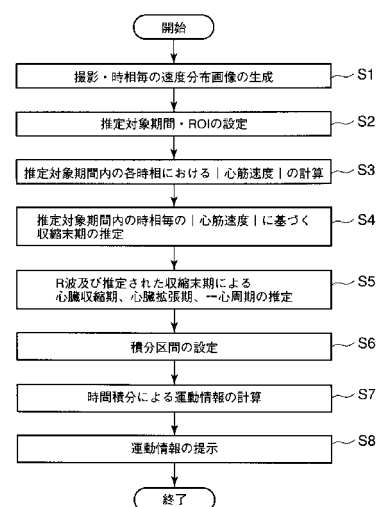 開始
撮影・時相毎の速度分布画像の生成
S1
推定対象期間・ROIの設定
S2
推定対象期間内の各時相における｜心筋速度｜の計算
S3
推定対象期間内の時相毎の｜心筋速度｜に基づく
収縮末期の推定
S4
R波及び推定された収縮末期による
心臓収縮期、心臓拡張期、一心周期の推定
S5
積分区間の設定
S6
時間積分による運動情報の計算
S7
運動情報の提示
S8
終了